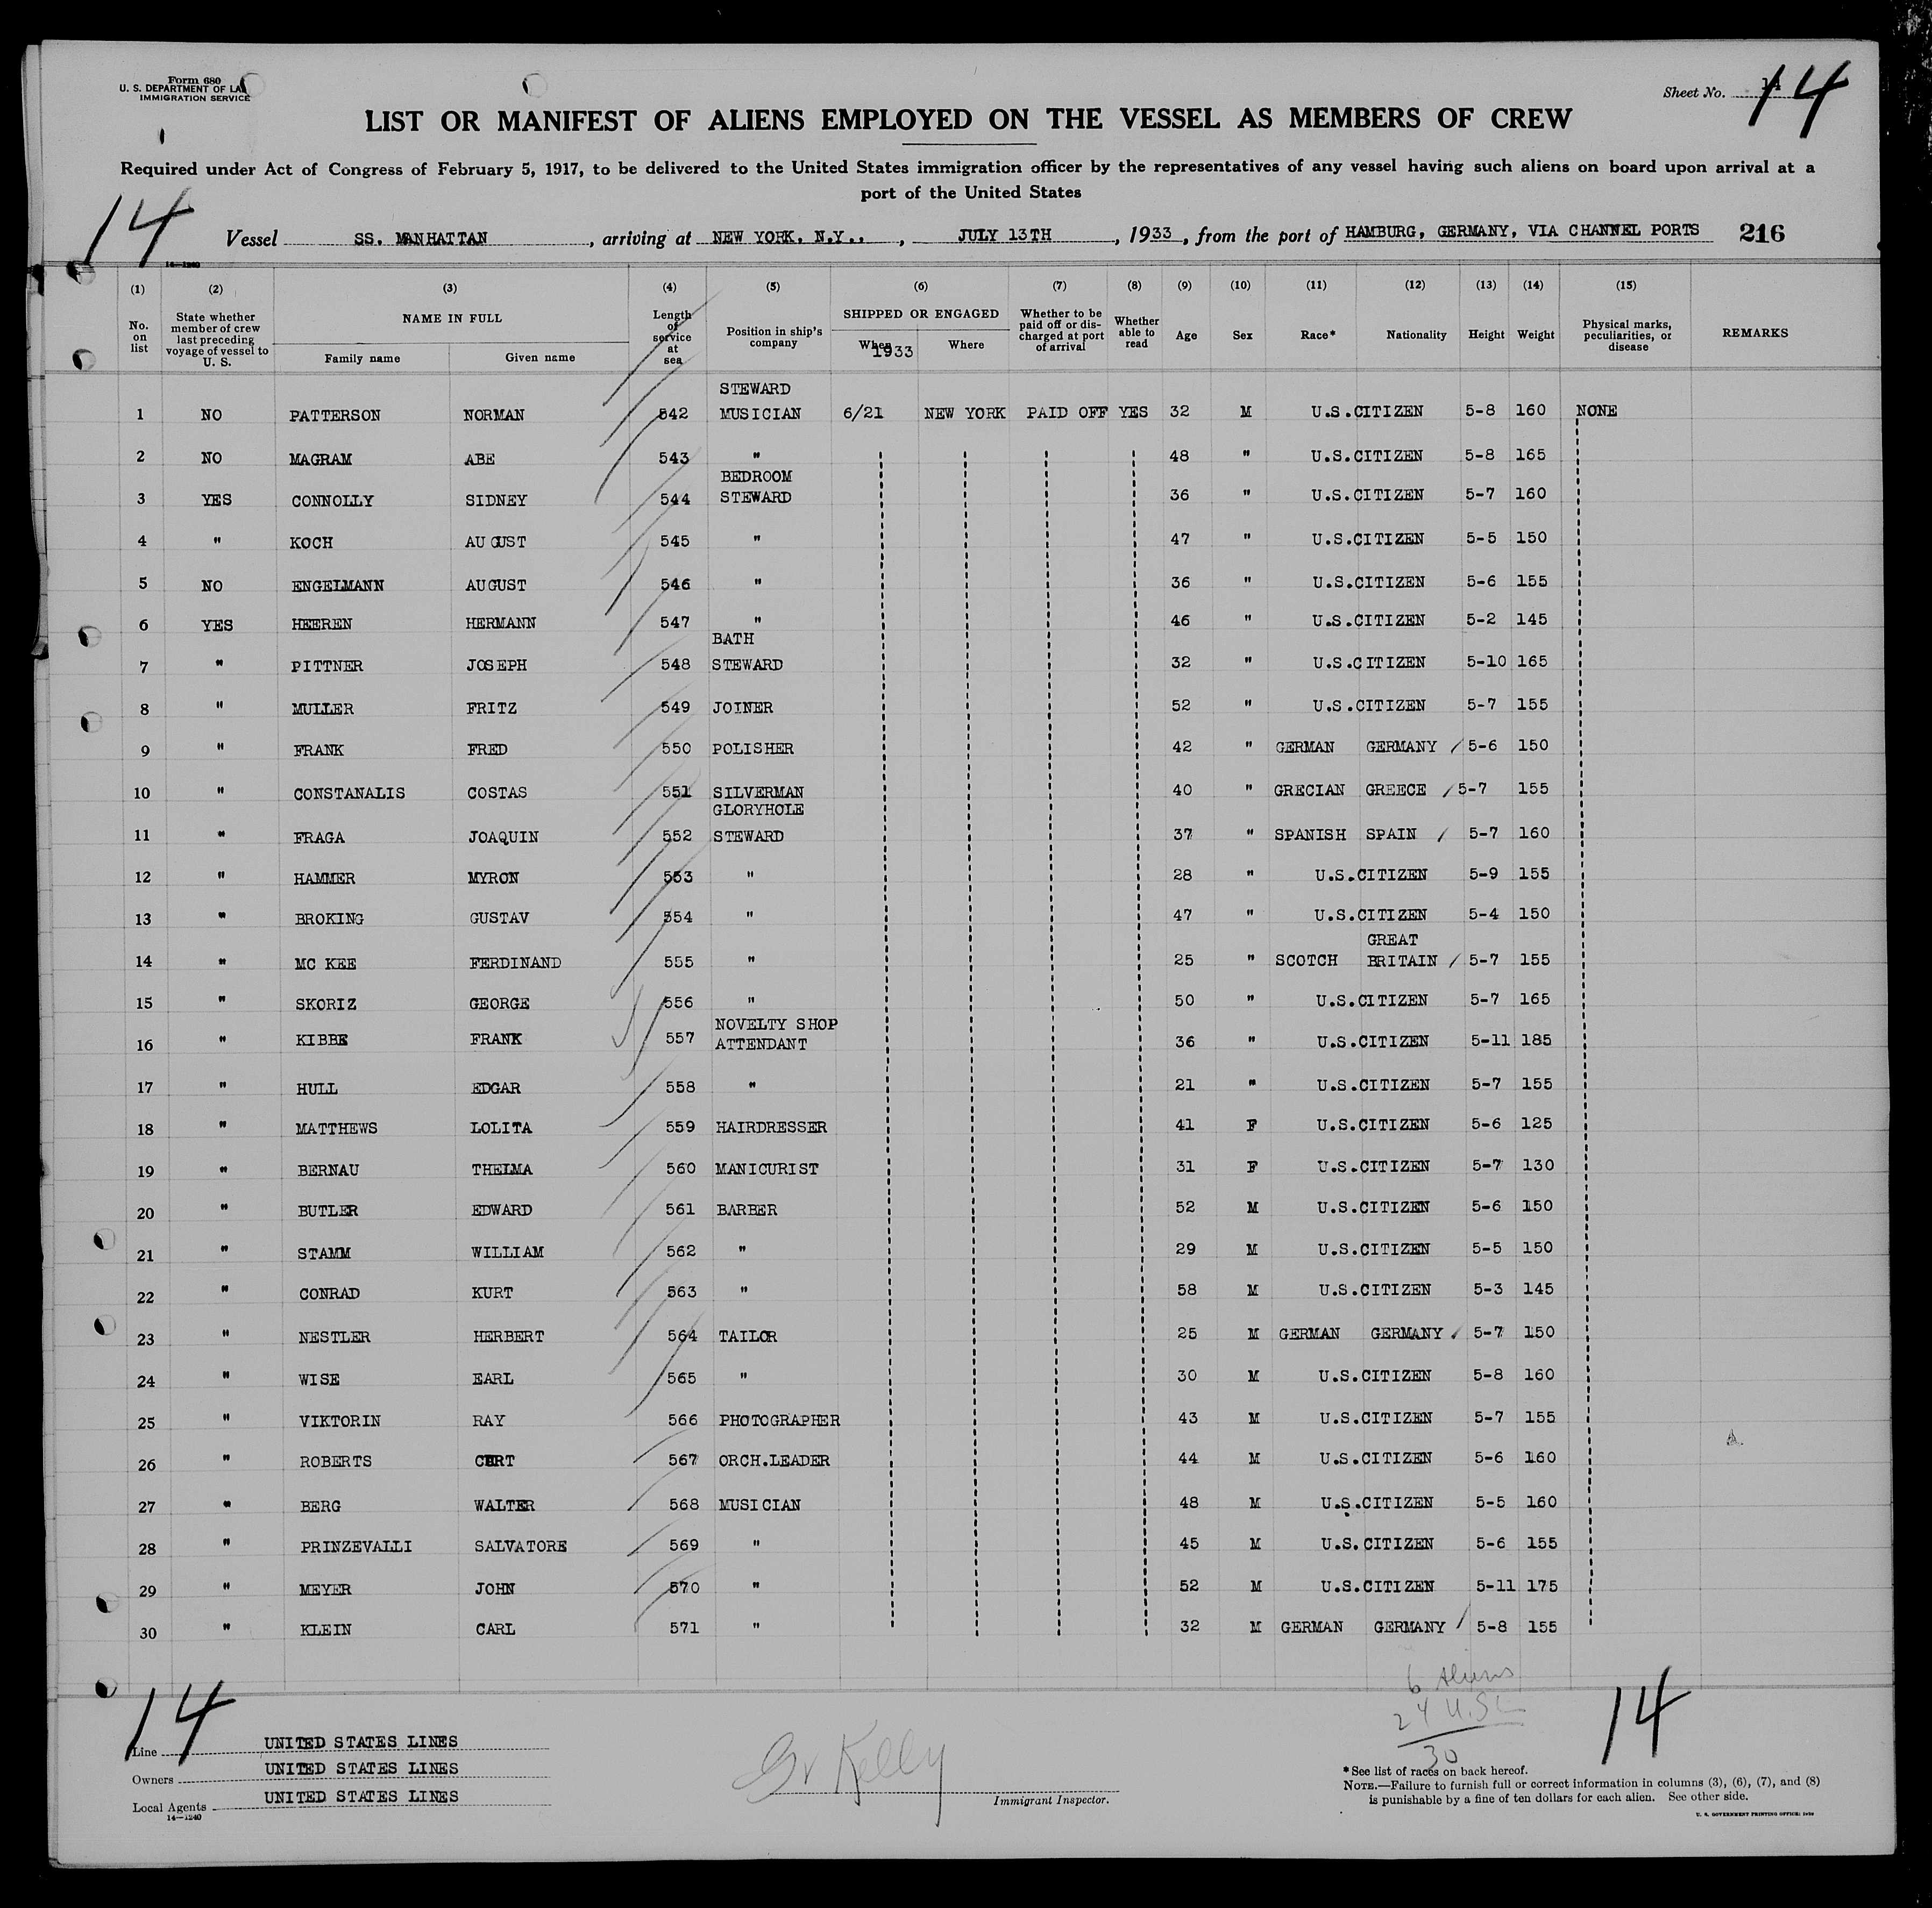 Form 680
U. S. DEPARTMENT OF LA
IMMIGRATION SERVICE
Sheet No. 14
LIST OR MANIFEST OF ALIENS EMPLOYED ON THE VESSEL AS MEMBERS OF CREW
Required under Act of Congress of February 5, 1917, to be delivered to the United States immigration officer by the representatives of any vessel having such aliens on board upon arrival at a
port of the United States
14
Vessel SS. MANHATTAN, arriving at NEW YORK, N.Y., , JULY 13TH, 1933, from the port of HAMBURG, GERMANY, VIA CHANNEL PORTS 216
14—1240
(1) (2) (3) (4) (5) (6) (7) (8) (9) (10) (11) (12) (13) (14) (15)
No. on list State whether member of crew last preceding voyage of vessel to U. S. NAME IN FULL Family name Given name Length of service at sea Position in ship's company SHIPPED OR ENGAGED When 1933 Where Whether to be paid off or discharged at port of arrival Whether able to read Age Sex Race* Nationality Height Weight Physical marks, peculiarities, or disease REMARKS
STEWARD
1 NO PATTERSON NORMAN 542 MUSICIAN 6/21 NEW YORK PAID OFF YES 32 M U.S.CITIZEN 5-8 160 NONE
2 NO MAGRAM ABE 543 " 48 " U.S.CITIZEN 5-8 165
BEDROOM
3 YES CONNOLLY SIDNEY 544 STEWARD 36 " U.S.CITIZEN 5-7 160
4 " KOCH AUGUST 545 " 47 " U.S.CITIZEN 5-5 150
5 NO ENGELMANN AUGUST 546 " 36 " U.S.CITIZEN 5-6 155
6 YES HEEREN HERMANN 547 " 46 " U.S.CITIZEN 5-2 145
BATH
7 " PITTNER JOSEPH 548 STEWARD 32 " U.S.CITIZEN 5-10 165
8 " MULLER FRITZ 549 JOINER 52 " U.S.CITIZEN 5-7 155
9 " FRANK FRED 550 POLISHER 42 " GERMAN GERMANY 5-6 150
10 " CONSTANALIS COSTAS 551 SILVERMAN 40 " GRECIAN GREECE 5-7 155
GLORYHOLE
11 " FRAGA JOAQUIN 552 STEWARD 37 " SPANISH SPAIN 5-7 160
12 " HAMMER MYRON 553 " 28 " U.S.CITIZEN 5-9 155
13 " BROKING GUSTAV 554 " 47 " U.S.CITIZEN 5-4 150
GREAT
14 " MC KEE FERDINAND 555 " 25 " SCOTCH BRITAIN 5-7 155
15 " SKORIZ GEORGE 556 " 50 " U.S.CITIZEN 5-7 165
NOVELTY SHOP
16 " KIBBE FRANK 557 ATTENDANT 36 " U.S.CITIZEN 5-11 185
17 " HULL EDGAR 558 " 21 " U.S.CITIZEN 5-7 155
18 " MATTHEWS LOLITA 559 HAIRDRESSER 41 F U.S.CITIZEN 5-6 125
19 " BERNAU THELMA 560 MANICURIST 31 F U.S.CITIZEN 5-7 130
20 " BUTLER EDWARD 561 BARBER 52 M U.S.CITIZEN 5-6 150
21 " STAMM WILLIAM 562 " 29 M U.S.CITIZEN 5-5 150
22 " CONRAD KURT 563 " 58 M U.S.CITIZEN 5-3 145
23 " NESTLER HERBERT 564 TAILOR 25 M GERMAN GERMANY 5-7 150
24 " WISE EARL 565 " 30 M U.S.CITIZEN 5-8 160
25 " VIKTORIN RAY 566 PHOTOGRAPHER 43 M U.S.CITIZEN 5-7 155
26 " ROBERTS 567 ORCH.LEADER 44 M U.S.CITIZEN 5-6 160
27 " BERG WALTER 568 MUSICIAN 48 M U.S.CITIZEN 5-5 160
28 " PRINZEVALLI SALVATORE 569 " 45 M U.S.CITIZEN 5-6 155
29 " MEYER JOHN 570 " 52 M U.S.CITIZEN 5-11 175
30 " KLEIN CARL 571 " 32 M GERMAN GERMANY 5-8 155
6 Aliens
24 U.S.C
30
14
14
Line UNITED STATES LINES
Owners UNITED STATES LINES
Local Agents UNITED STATES LINES
14—1240
Kelly
Immigrant Inspector.
*See list of races on back hereof.
NOTE.—Failure to furnish full or correct information in columns (3), (6), (7), and (8)
is punishable by a fine of ten dollars for each alien. See other side.
U. S. GOVERNMENT PRINTING OFFICE: